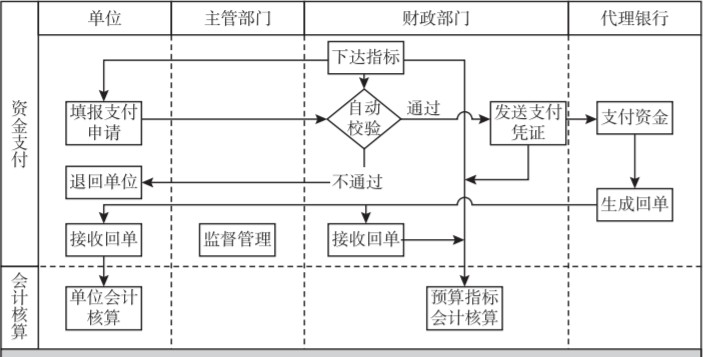 单位
主管部门
财政部门
代理银行
资金支付
下达指标
填报支付
申请
自动
校验
通过
发送支付
凭证
支付资金
退回单位
不通过
生成回单
接收回单
监督管理
接收回单
会计核算
单位会计
核算
预算指标
会计核算